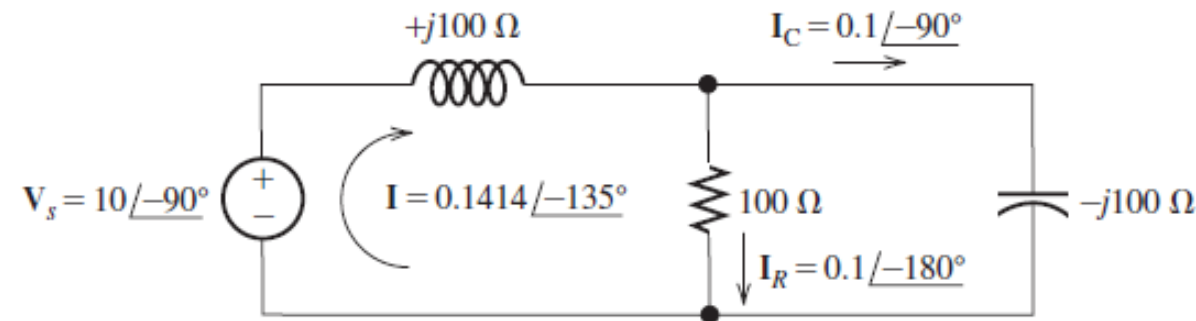 +j100 Ω
I_C = 0.1/–90°
V_s = 10/–90°
+
–
I = 0.1414/–135°
100 Ω
–j100 Ω
I_R = 0.1/–180°